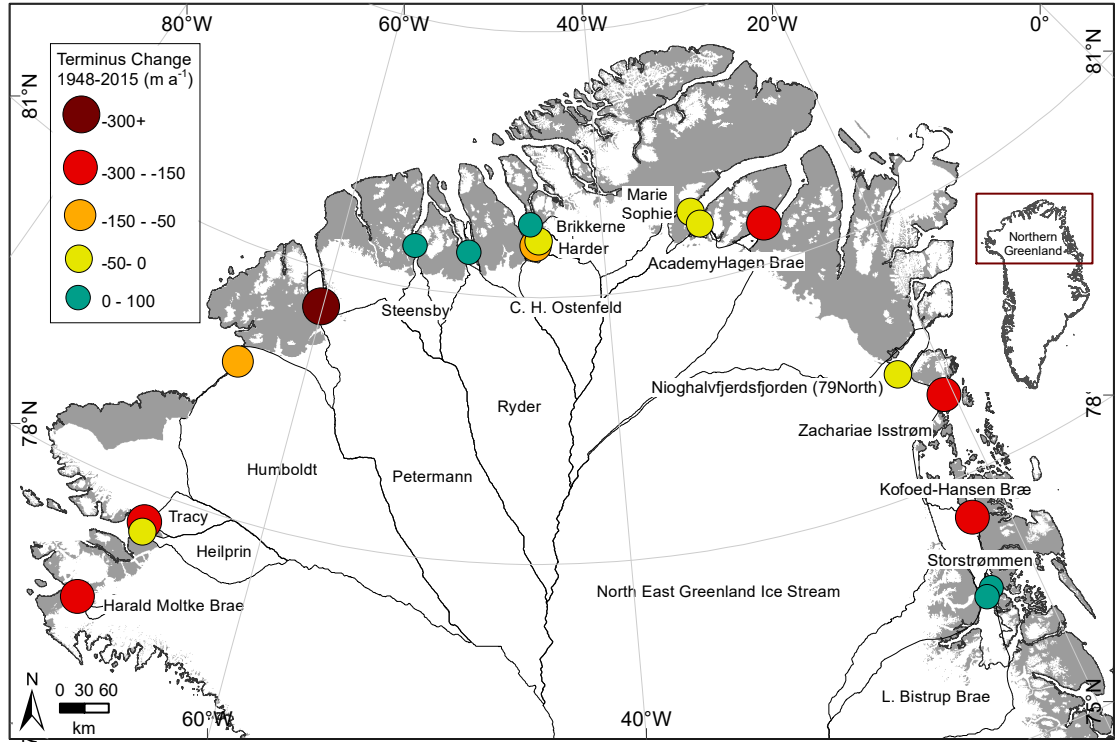 80°W
60°W
40°W
20°W
0°
81°N
81°N
Terminus Change
1948-2015 (m a⁻¹)
-300+
-300 - -150
-150 - -50
-50- 0
0 - 100
Marie
Sophie
Brikkerne
Harder
Academy
Hagen Brae
Northern
Greenland
Steensby
C. H. Ostenfeld
Nioghalvfjerdsfjorden (79North)
78°N
78°
Ryder
Zachariae Isstrøm
Humboldt
Petermann
Kofoed-Hansen Bræ
Tracy
Heilprin
Storstrømmen
North East Greenland Ice Stream
Harald Moltke Brae
L. Bistrup Brae
N
0 30 60
km
60°W
40°W
75°N